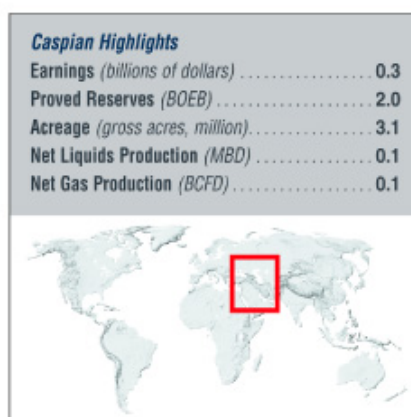 Caspian Highlights
Earnings (billions of dollars) .................. 0.3
Proved Reserves (BOEB) ..................... 2.0
Acreage (gross acres, million)................ 3.1
Net Liquids Production (MBD) ............... 0.1
Net Gas Production (BCFD) .................. 0.1